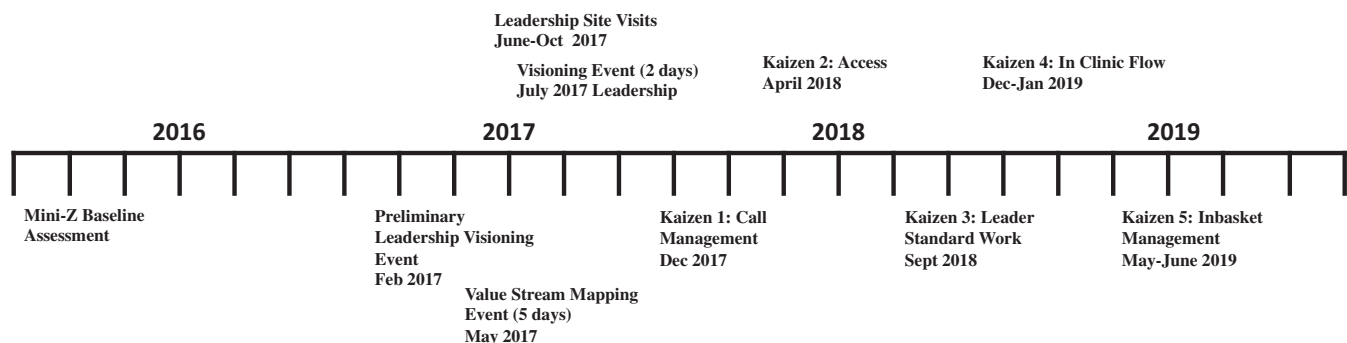 Leadership Site Visits
June-Oct 2017
Visioning Event (2 days)
July 2017 Leadership
Kaizen 2: Access
April 2018
Kaizen 4: In Clinic Flow
Dec-Jan 2019
2016
2017
2018
2019
Mini-Z Baseline
Assessment
Preliminary
Leadership Visioning
Event
Feb 2017
Value Stream Mapping
Event (5 days)
May 2017
Kaizen 1: Call
Management
Dec 2017
Kaizen 3: Leader
Standard Work
Sept 2018
Kaizen 5: Inbasket
Management
May-June 2019